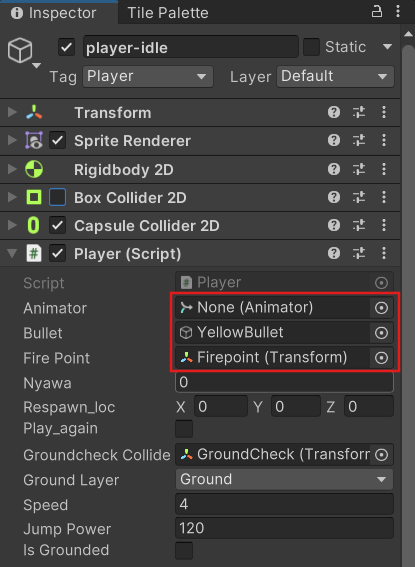 Inspector Tile Palette
player-idle Static
Tag Player Layer Default
Transform
Sprite Renderer
Rigidbody 2D
Box Collider 2D
Capsule Collider 2D
# Player (Script)
Script # Player
Animator None (Animator)
Bullet YellowBullet
Fire Point Firepoint (Transform)
Nyawa 0
Respawn_loc X 0 Y 0 Z 0
Play_again
Groundcheck Collide GroundCheck (Transforn
Ground Layer Ground
Speed 4
Jump Power 120
Is Grounded